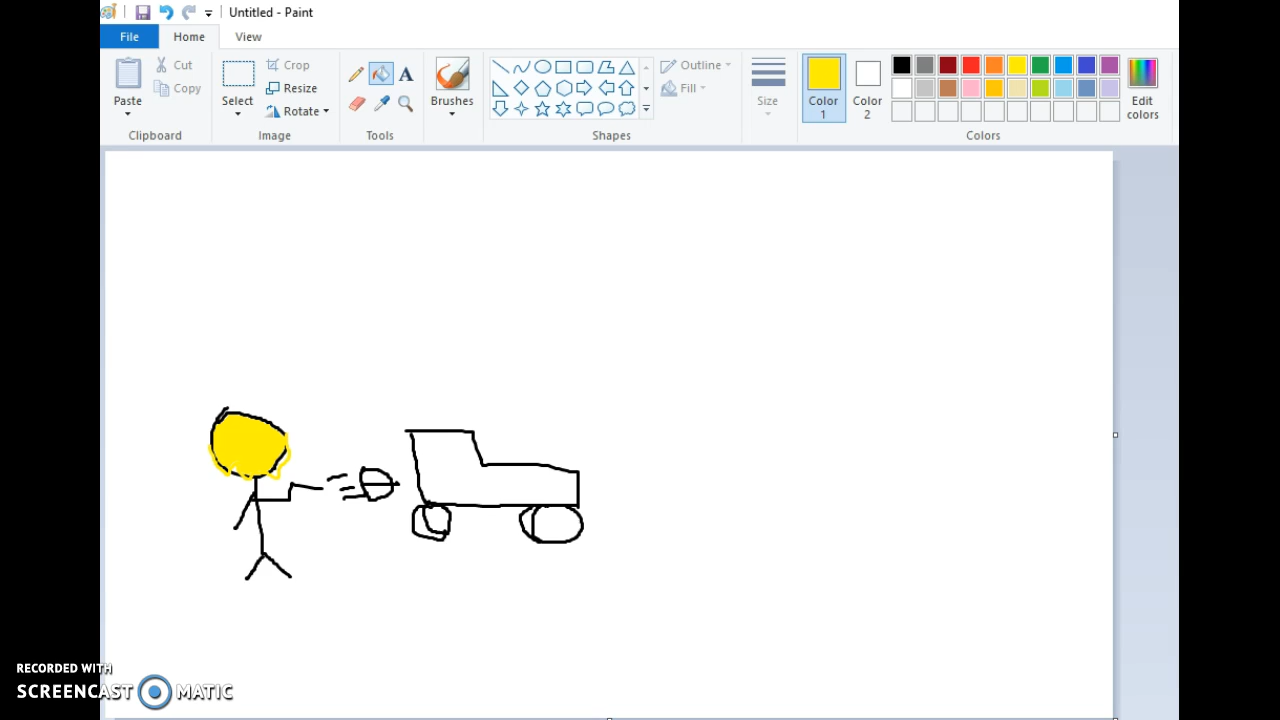 Untitled - Paint
File Home View
Paste
Cut
Copy
Clipboard
Select
Crop
Resize
Rotate
Image
A
Tools
Brushes
Outline
Fill
Shapes
Size
Color 1
Color 2
Edit colors
Colors
RECORDED WITH
SCREENCAST MATIC